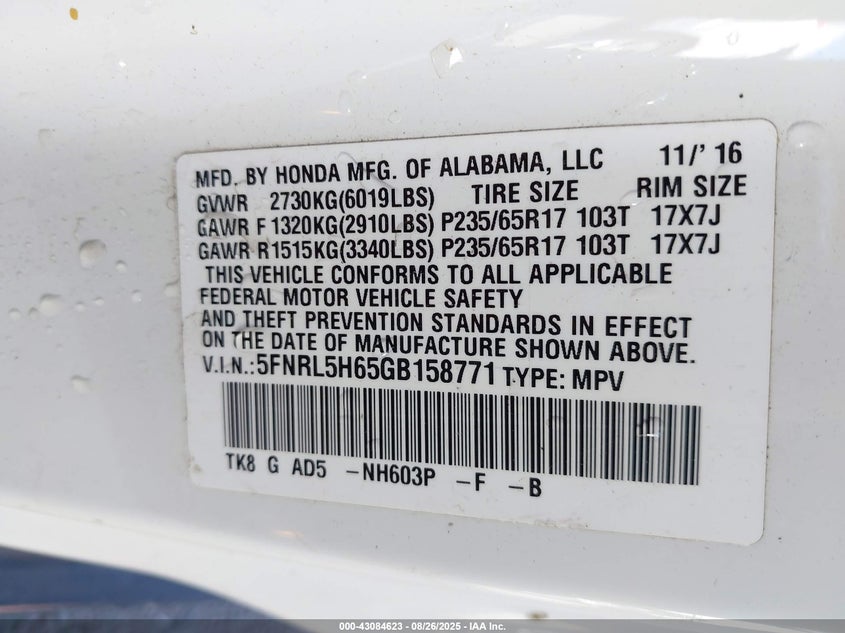 MFD. BY HONDA MFG. OF ALABAMA, LLC 11/' 16
GVWR 2730KG(6019LBS) TIRE SIZE RIM SIZE
GAWR F 1320KG(2910LBS) P235/65R17 103T 17X7J
GAWR R 1515KG(3340LBS) P235/65R17 103T 17X7J
THIS VEHICLE CONFORMS TO ALL APPLICABLE
FEDERAL MOTOR VEHICLE SAFETY
AND THEFT PREVENTION STANDARDS IN EFFECT
ON THE DATE OF MANUFACTURE SHOWN ABOVE.
V.I.N.: 5FNRL5H65GB158771 TYPE: MPV
TK8 G AD5 -NH603P -F -B
000-43084623 - 08/26/2025 - IAA Inc.